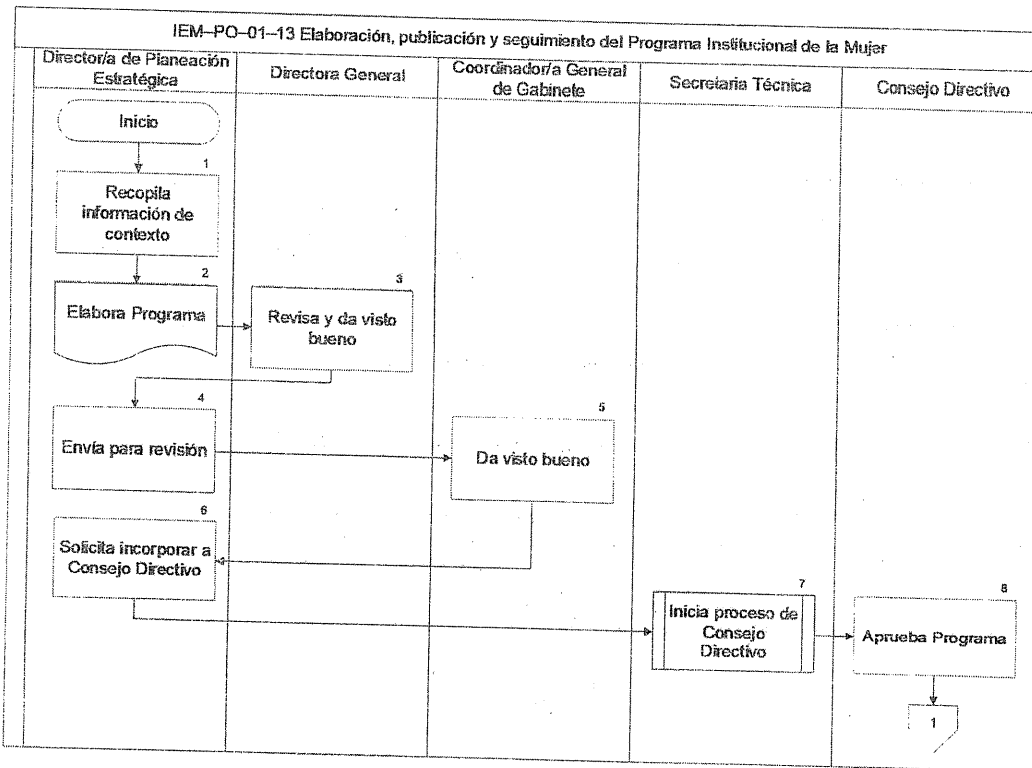 IEM–PO–01–13 Elaboración, publicación y seguimiento del Programa Institucional de la Mujer
Director/a de Planeación
Estratégica
Directora General
Coordinador/a General
de Gabinete
Secretaria Técnica
Consejo Directivo
Inicio
1
Recopila
información de
contexto
2
Elabora Programa
3
Revisa y da visto
bueno
4
Envía para revisión
5
Da visto bueno
6
Solicita incorporar a
Consejo Directivo
7
Inicia proceso de
Consejo
Directivo
8
Aprueba Programa
1